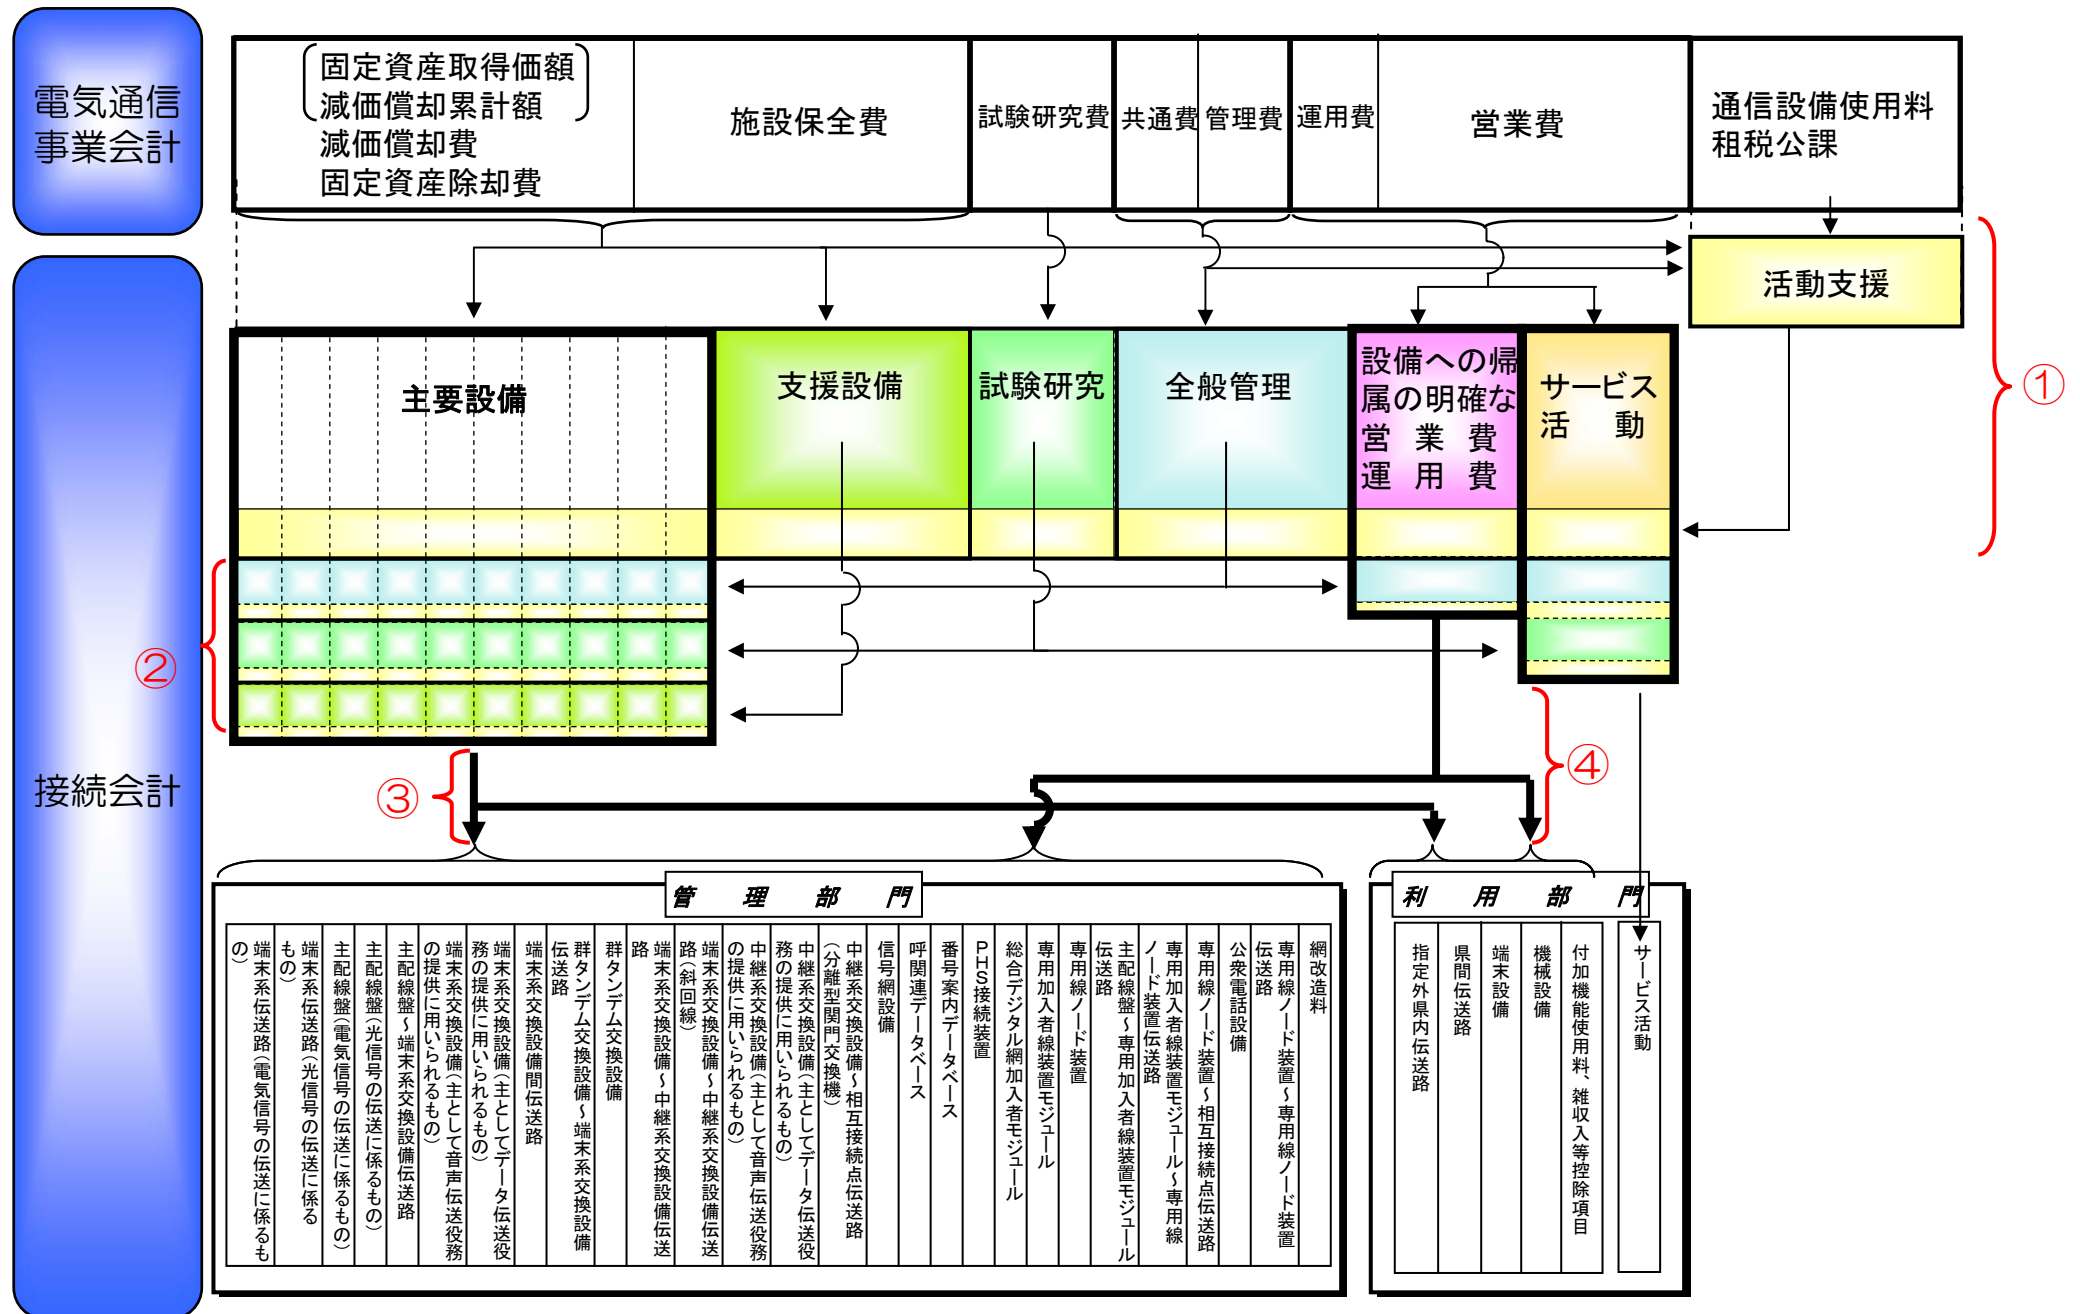 電気通信
事業会計
固定資産取得価額
減価償却累計額
減価償却費
固定資産除却費
施設保全費
試験研究費
共通費
管理費
運用費
営業費
通信設備使用料
租税公課
活動支援
①
接続会計
主要設備
支援設備
試験研究
全般管理
設備への帰
属の明確な
営 業 費
運 用 費
サービス
活 動
②
③
④
管 理 部 門
端末系伝送路(電気信号の伝送に係るも
の)
端末系伝送路(光信号の伝送に係る
もの)
主配線盤(電気信号の伝送に係るもの)
主配線盤(光信号の伝送に係るもの)
主配線盤~端末系交換設備伝送路
端末系交換設備(主として音声伝送役務
の提供に用いられるもの)
端末系交換設備(主としてデータ伝送役
務の提供に用いられるもの)
端末系交換設備間伝送路
群タンデム交換設備~端末系交換設備
伝送路
群タンデム交換設備
端末系交換設備~中継系交換設備伝送
路
端末系交換設備~中継系交換設備伝送
路(斜回線)
中継系交換設備(主として音声伝送役務
の提供に用いられるもの)
中継系交換設備(主としてデータ伝送役
務の提供に用いられるもの)
中継系交換設備~相互接続点伝送路
(分離型関門交換機)
信号網設備
呼関連データベース
番号案内データベース
PHS接続装置
総合デジタル網加入者モジュール
専用加入者線装置モジュール
専用線ノード装置
主配線盤~専用加入者線装置モジュール
伝送路
専用加入者線装置モジュール~専用線
ノード装置伝送路
専用線ノード装置~相互接続点伝送路
公衆電話設備
専用線ノード装置~専用線ノード装置
伝送路
網改造料
利 用 部 門
指定外県内伝送路
県間伝送路
端末設備
機械設備
付加機能使用料、雑収入等控除項目
サービス活動